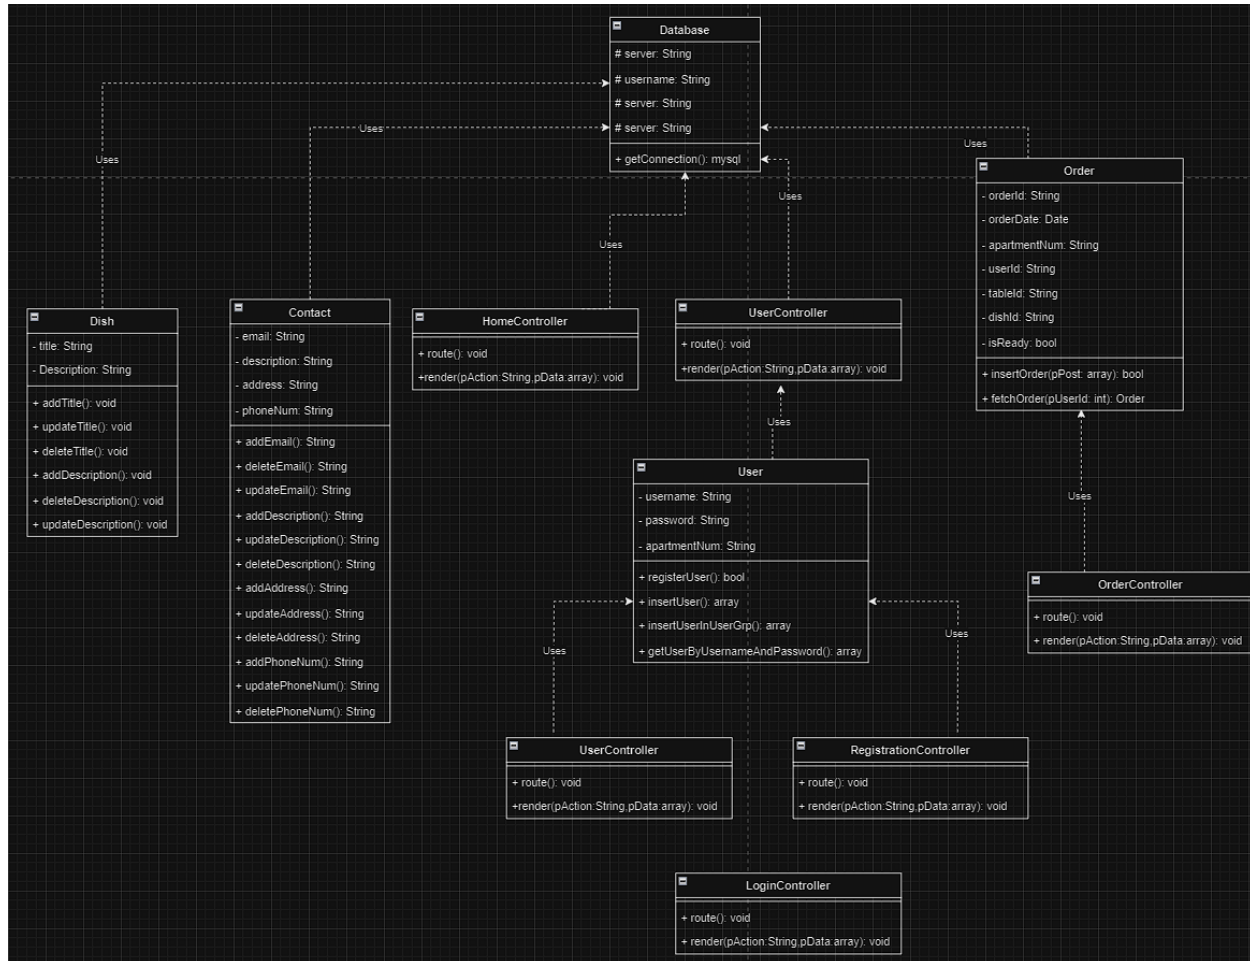 Database
# server: String
# username: String
# server: String
# server: String
+ getConnection(): mysql
Uses
Uses
Uses
Uses
Uses
Order
- orderId: String
- orderDate: Date
- apartmentNum: String
- userId: String
- tableId: String
- dishId: String
- isReady: bool
+ insertOrder(pPost: array): bool
+ fetchOrder(pUserId: int): Order
Dish
- title: String
- Description: String
+ addTitle(): void
+ updateTitle(): void
+ deleteTitle(): void
+ addDescription(): void
+ deleteDescription(): void
+ updateDescription(): void
Contact
- email: String
- description: String
- address: String
- phoneNum: String
+ addEmail(): String
+ deleteEmail(): String
+ updateEmail(): String
+ addDescription(): String
+ updateDescription(): String
+ deleteDescription(): String
+ addAddress(): String
+ updateAddress(): String
+ deleteAddress(): String
+ addPhoneNum(): String
+ updatePhoneNum(): String
+ deletePhoneNum(): String
HomeController
+ route(): void
+render(pAction:String,pData:array): void
UserController
+ route(): void
+render(pAction:String,pData:array): void
Uses
User
- username: String
- password: String
- apartmentNum: String
+ registerUser(): bool
+ insertUser(): array
+ insertUserInUserGrp(): array
+ getUserByUsernameAndPassword(): array
Uses
Uses
Uses
OrderController
+ route(): void
+ render(pAction:String,pData:array): void
UserController
+ route(): void
+render(pAction:String,pData:array): void
RegistrationController
+ route(): void
+ render(pAction:String,pData:array): void
LoginController
+ route(): void
+ render(pAction:String,pData:array): void